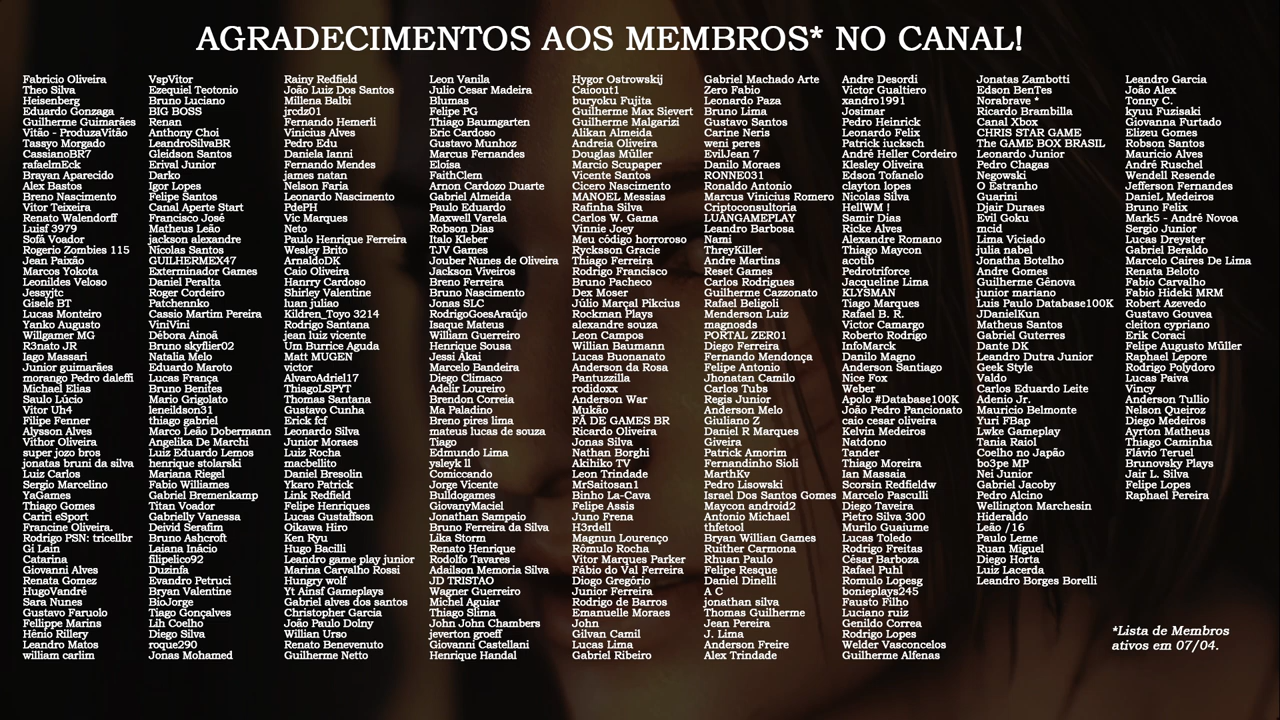 AGRADECIMENTOS AOS MEMBROS* NO CANAL!
Fabricio Oliveira
Theo Silva
Heisenberg
Eduardo Gonzaga
Guilherme Guimarães
Vitão - ProduzaVitão
Tassyo Morgado
CassianoBR7
rafaelmEck
Brayan Aparecido
Alex Bastos
Breno Nascimento
Vitor Teixeira
Renato Walendorff
Luisf 3979
Sofá Voador
Rogerio Zombies 115
Jean Paixão
Marcos Yokota
Leonildes Veloso
Jessyjtc
Gisele BT
Lucas Monteiro
Yanko Augusto
Willgamer MG
R3nato JR
Iago Massari
Junior guimarães
morango Pedro daleffi
Michael Elias
Saulo Lúcio
Vitor Uh4
Filipe Fenner
Alysson Alves
Vithor Oliveira
super jozo bros
jonatas bruni da silva
Luiz Carlos
Sergio Marcelino
YaGames
Thiago Gomes
Cariri eSport
Francine Oliveira.
Rodrigo PSN: tricellbr
Gi Lain
Catarina
Giovanni Alves
Renata Gomez
HugoVandré
Sara Nunes
Gustavo Faruolo
Fellippe Marins
Hênio Rillery
Leandro Matos
william carlim
VspVitor
Ezequiel Teotonio
Bruno Luciano
BIG BOSS
Renan
Anthony Choi
LeandroSilvaBR
Gleidson Santos
Erival Junior
Darko
Igor Lopes
Felipe Santos
Canal Aperte Start
Francisco José
Matheus Leão
jackson alexandre
Nicolas Santos
GUILHERMEX47
Exterminador Games
Daniel Peralta
Roger Cordeiro
Patchenko
Cassio Martim Pereira
ViniVini
Débora Ainoã
Bruno skyflier02
Natalia Melo
Eduardo Maroto
Lucas França
Bruno Benites
Mario Grigolato
leneildson31
thiago gabriel
Marco Leão Dobermann
Angelika De Marchi
Luiz Eduardo Lemos
henrique stolarski
Mariana Riegel
Fabio Williames
Gabriel Bremenkamp
Titan Voador
Gabrielly Vanessa
Deivid Serafim
Bruno Ashcroft
Laiana Inácio
filipelico92
Duzinfa
Evandro Petruci
Bryan Valentine
BioJorge
Tiago Gonçalves
Lih Coelho
Diego Silva
roque290
Jonas Mohamed
Rainy Redfield
João Luiz Dos Santos
Millena Balbi
jrodz01
Fernando Hemerli
Vinicius Alves
Pedro Edu
Daniela Ianni
Fernando Mendes
james natan
Nelson Faria
Leonardo Nascimento
PdePH
Vic Marques
Neto
Paulo Henrique Ferreira
Wesley Brito
ArnaldoDK
Caio Oliveira
Hanrry Cardoso
Shirley Valentine
luan juliao
Kildren_Toyo 3214
Rodrigo Santana
jean luiz vicente
Um Burrice Aguda
Matt MUGEN
victor
AlvaroAdriel17
ThiagoLSPYT
Thomas Santana
Gustavo Cunha
Erick fcf
Leonardo Silva
Junior Moraes
Luiz Rocha
macbellito
Daniel Bresolin
Ykaro Patrick
Link Redfield
Felipe Henriques
Lucas Gustaffson
Oikawa Hiro
Ken Ryu
Hugo Bacilli
Leandro game play junior
Marina Carvalho Rossi
Hungry wolf
Yt Ainsf Gameplays
Gabriel alves dos santos
Christopher Garcia
João Paulo Dolny
Willian Urso
Renato Benevenuto
Guilherme Netto
Leon Vanila
Julio Cesar Madeira
Blumas
Felipe PG
Thiago Baumgarten
Eric Cardoso
Gustavo Munhoz
Marcus Fernandes
Eloisa
FaithClem
Arnon Cardozo Duarte
Gabriel Almeida
Paulo Eduardo
Maxwell Varela
Robson Dias
Italo Kleber
TJV Games
Jouber Nunes de Oliveira
Jackson Viveiros
Breno Ferreira
Bruno Nascimento
Jonas SLC
RodrigoGoesAraújo
Isaque Mateus
William Guerreiro
Henrique Sousa
Jessi Akai
Marcelo Bandeira
Diego Climaco
Adelir Loureiro
Brendon Correia
Ma Paladino
Breno pires lima
mateus lucas de souza
Tiago
Edmundo Lima
ysleyk ll
Comiccando
Jorge Vicente
Bulldogames
GiovanyMaciel
Jonathan Sampaio
Bruno Ferreira da Silva
Lika Storm
Renato Henrique
Rodolfo Tavares
Adailson Memoria Silva
JD TRISTAO
Wagner Guerreiro
Michel Aguiar
Thiago Slima
John John Chambers
jeverton groeff
Giovanni Castellani
Henrique Handal
Hygor Ostrowskij
Caioout1
buryoku Fujita
Guilherme Max Sievert
Guilherme Malgarizi
Alikan Almeida
Andreia Oliveira
Douglas Müller
Marcio Scupaper
Vicente Santos
Cicero Nascimento
MANOEL Messias
Rafinha Silva
Carlos W. Gama
Vinnie Joey
Meu código horroroso
Rycksson Gracie
Thiago Ferreira
Rodrigo Francisco
Bruno Pacheco
Dex Moser
Júlio Marçal Pikcius
Rockman Plays
alexandre souza
Leon Campos
Willian Baumann
Lucas Buonanato
Anderson da Rosa
Pantuzzilla
rodidoxx
Anderson War
Mukão
FÃ DE GAMES BR
Ricardo Oliveira
Jonas Silva
Nathan Borghi
Akihiko TV
Leon Trindade
MrSaitosan1
Binho La-Cava
Felipe Assis
Juno Frena
H3rdell
Magnun Lourenço
Rômulo Rocha
Vitor Marques Parker
Fábio do Val Ferreira
Diogo Gregório
Junior Ferreira
Rodrigo de Barros
Emanuelle Moraes
John
Gilvan Camil
Lucas Lima
Gabriel Ribeiro
Gabriel Machado Arte
Zero Fabio
Leonardo Paza
Bruno Lima
Gustavo Santos
Carine Neris
weni peres
EvilJean 7
Danilo Moraes
RONNE031
Ronaldo Antonio
Marcus Vinicius Romero
Criptoconsultoria
LUANGAMEPLAY
Leandro Barbosa
Nami
ThreyKiller
Andre Martins
Reset Games
Carlos Rodrigues
Guilherme Cazzonato
Rafael Beligoli
Menderson Luiz
magnosds
PORTAL ZER01
Diego Ferreira
Fernando Mendonça
Felipe Antonio
Jhonatan Camilo
Carlos Tubs
Regis Junior
Anderson Melo
Giuliano Z
Daniel R Marques
Giveira
Patrick Amorim
Fernandinho Sioli
MarthKv
Pedro Lisowski
Israel Dos Santos Gomes
Maycon android2
Antonio Michael
thfetool
Bryan Willian Games
Ruither Carmona
Rhuan Paulo
Felipe Resque
Daniel Dinelli
A C
jonathan silva
Thomas Guilherme
Jean Pereira
J. Lima
Anderson Freire
Alex Trindade
Andre Desordi
Victor Gualtiero
xandro1991
Josimar
Pedro Heinrick
Leonardo Felix
Patrick iucksch
André Heller Cordeiro
Klesley Oliveira
Edson Tofanelo
clayton lopes
Nicolas Silva
HellWM !
Samir Dias
Ricke Alves
Alexandre Romano
Thiago Maycon
acotib
Pedrotriforce
Jacqueline Lima
KLYSMAN
Tiago Marques
Rafael B. R.
Victor Camargo
Roberto Rodrigo
InfoMarck
Danilo Magno
Anderson Santiago
Nice Fox
Weber
Apolo #Database100K
João Pedro Pancionato
caio cesar oliveira
Kelvin Medeiros
Natdono
Tander
Thiago Moreira
Ian Massaia
Scorsin Redfieldw
Marcelo Pasculli
Diego Taveira
Pietro Silva 300
Murilo Guaiume
Lucas Toledo
Rodrigo Freitas
César Barboza
Rafael Puhl
Romulo Lopesg
bonieplays245
Fausto Filho
Luciano ruiz
Genildo Correa
Rodrigo Lopes
Welder Vasconcelos
Guilherme Alfenas
Jonatas Zambotti
Edson BenTes
Norabrave *
Ricardo Brambilla
Canal Xbox
CHRIS STAR GAME
The GAME BOX BRASIL
Leonardo Junior
Pedro Chagas
Negowski
O Estranho
Guarini
Djair Duraes
Evil Goku
mcid
Lima Viciado
julia nabel
Jonatha Botelho
Andre Gomes
Guilherme Gênova
junior mariano
Luis Paulo Database100K
JDanielKun
Matheus Santos
Gabriel Guterres
Dante DK
Leandro Dutra Junior
Geek Style
Valdo
Carlos Eduardo Leite
Adenio Jr.
Mauricio Belmonte
Yuri FBap
Lwke Gameplay
Tania Raiol
Coelho no Japão
bo3pe MP
Nei Junior
Gabriel Jacoby
Pedro Alcino
Wellington Marchesin
Hideraldo
Leão /16
Paulo Leme
Ruan Miguel
Diego Horta
Luiz Lacerda
Leandro Borges Borelli
Leandro Garcia
João Alex
Tonny C.
kyuu Fuzisaki
Giovanna Furtado
Elizeu Gomes
Robson Santos
Mauricio Alves
André Ruschel
Wendell Resende
Jefferson Fernandes
DanieL Medeiros
Bruno Felix
Mark5 - André Novoa
Sergio Junior
Lucas Dreyster
Gabriel Beraldo
Marcelo Caires De Lima
Renata Beloto
Fabio Carvalho
Fabio Hideki MRM
Robert Azevedo
Gustavo Gouvea
cleiton cypriano
Erik Coraci
Felipe Augusto Müller
Raphael Lepore
Rodrigo Polydoro
Lucas Paiva
Vincy
Anderson Tullio
Nelson Queiroz
Diego Medeiros
Ayrton Matheus
Thiago Caminha
Flávio Teruel
Brunovsky Plays
Jair L. Silva
Felipe Lopes
Raphael Pereira
*Lista de Membros
ativos em 07/04.